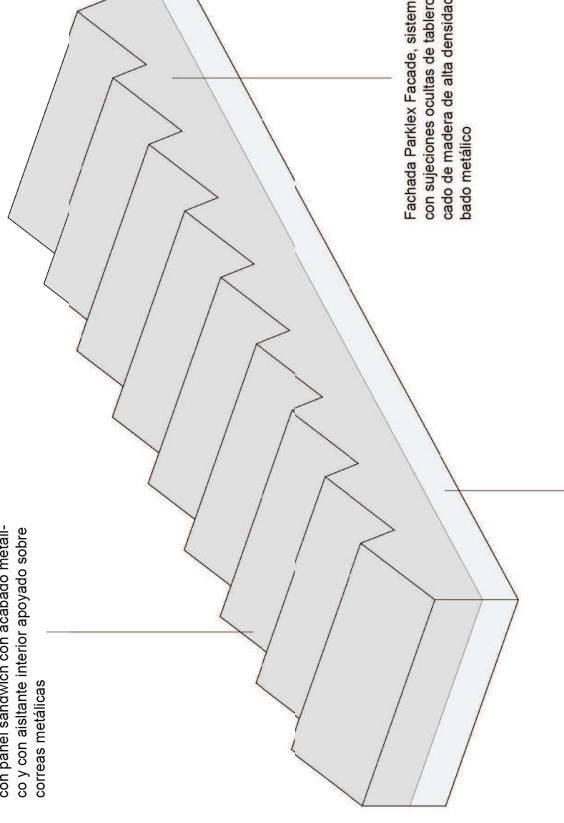 con panel sandwich con acabado metáli-
co y con aisltante interior apoyado sobre
correas metálicas
Fachada Parklex Facade, sistem
con sujeciones ocultas de tablero
cado de madera de alta densidad
bado metálico